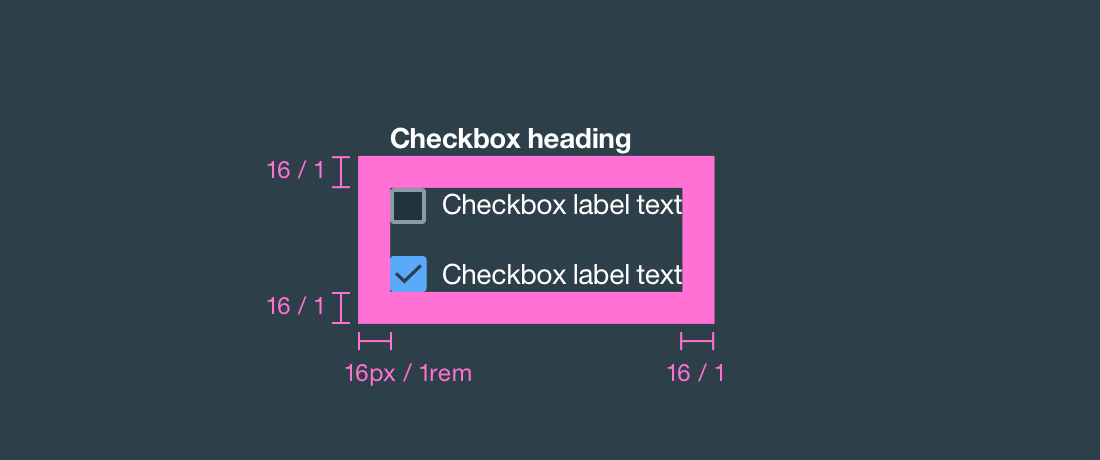 Checkbox heading
16 / 1
Checkbox label text
Checkbox label text
16 / 1
16px / 1rem
16 / 1